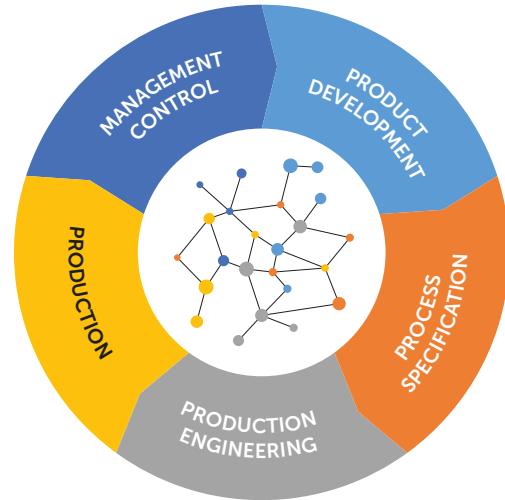 MANAGEMENT
CONTROL
PRODUCT
DEVELOPMENT
PROCESS
SPECIFICATION
PRODUCTION
ENGINEERING
PRODUCTION